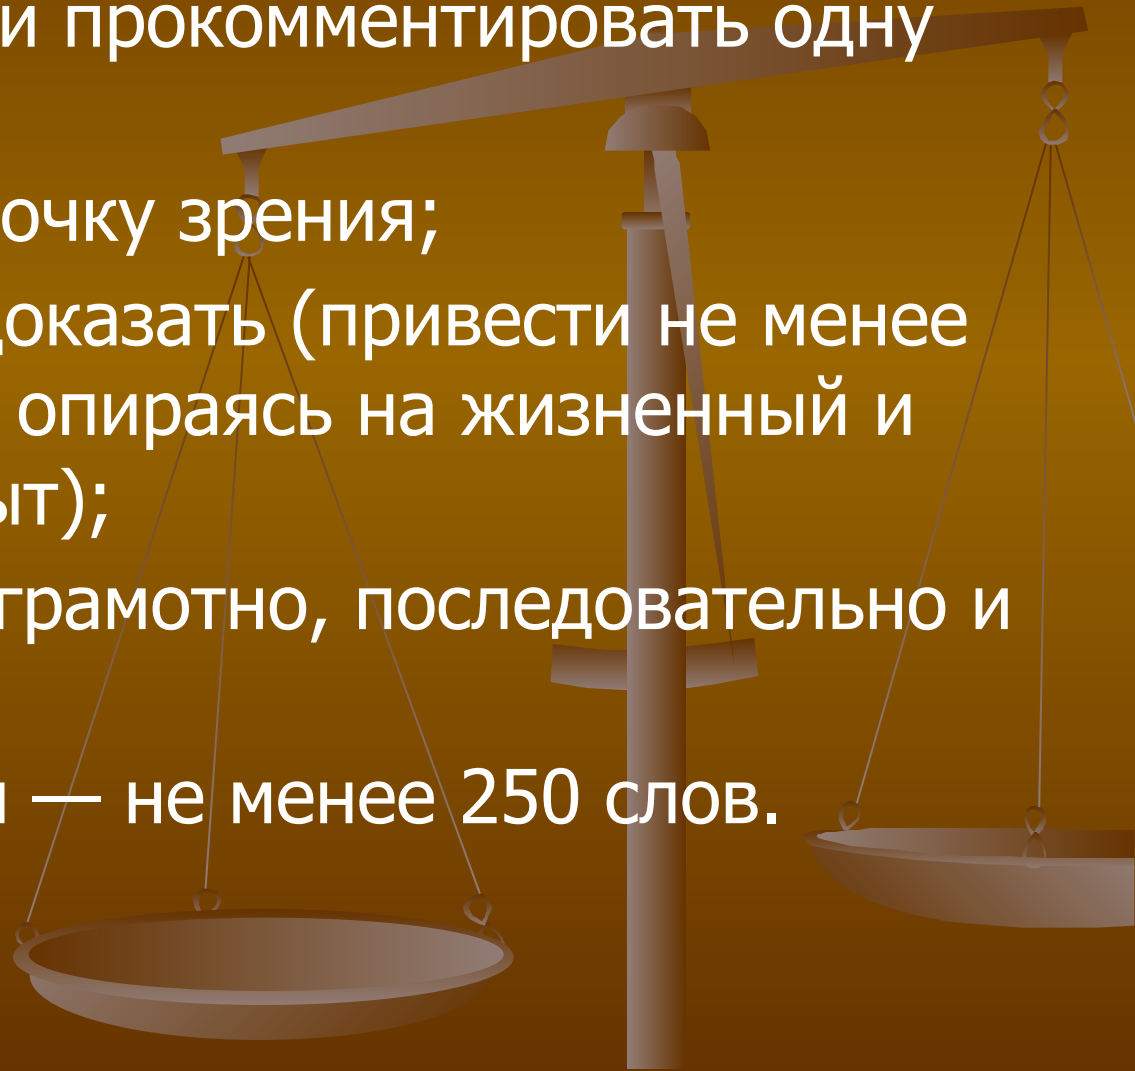 и прокомментировать одну
очку зрения;
оказать (привести не менее
опираясь на жизненный и
ыт);
грамотно, последовательно и
— не менее 250 слов.